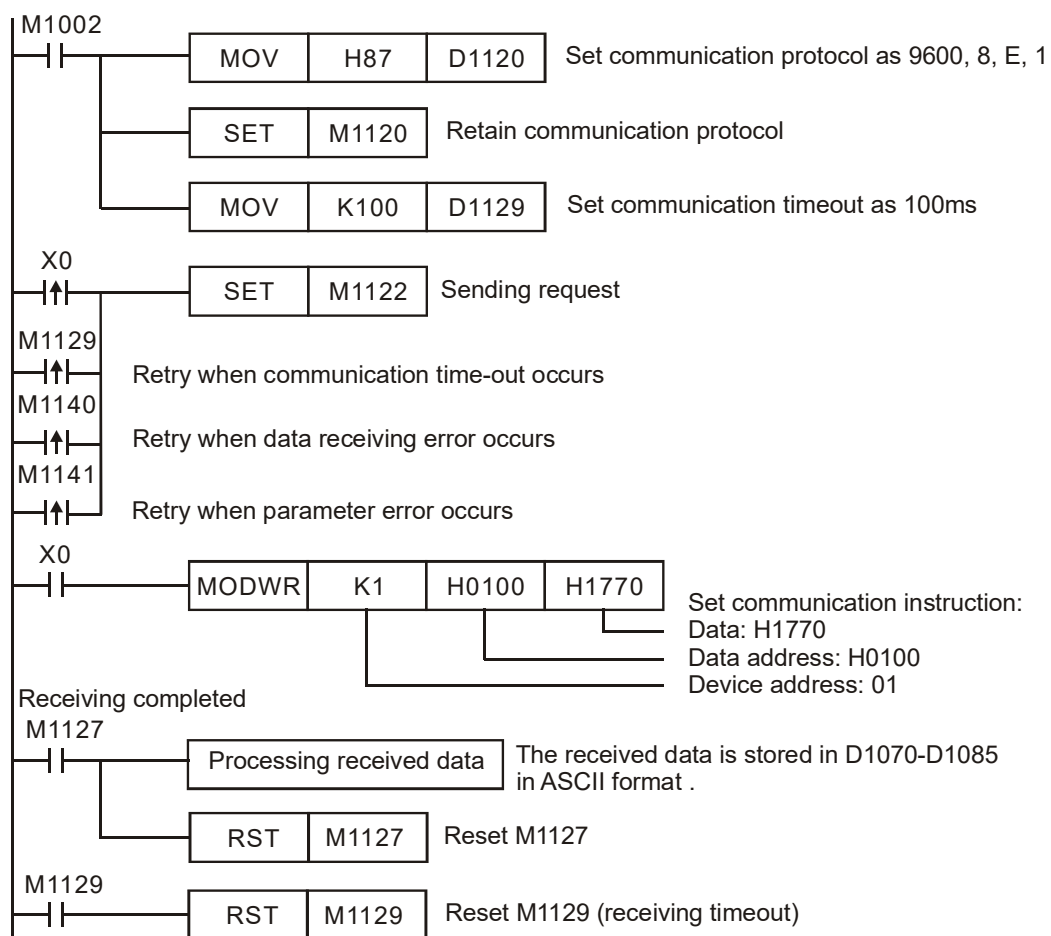 M1002
MOV H87 D1120 Set communication protocol as 9600, 8, E, 1
SET M1120 Retain communication protocol
MOV K100 D1129 Set communication timeout as 100ms
X0
SET M1122 Sending request
M1129
Retry when communication time-out occurs
M1140
Retry when data receiving error occurs
M1141
Retry when parameter error occurs
X0
MODWR K1 H0100 H1770
Set communication instruction:
Data: H1770
Data address: H0100
Device address: 01
Receiving completed
M1127
Processing received data
The received data is stored in D1070-D1085
in ASCII format .
RST M1127 Reset M1127
M1129
RST M1129 Reset M1129 (receiving timeout)